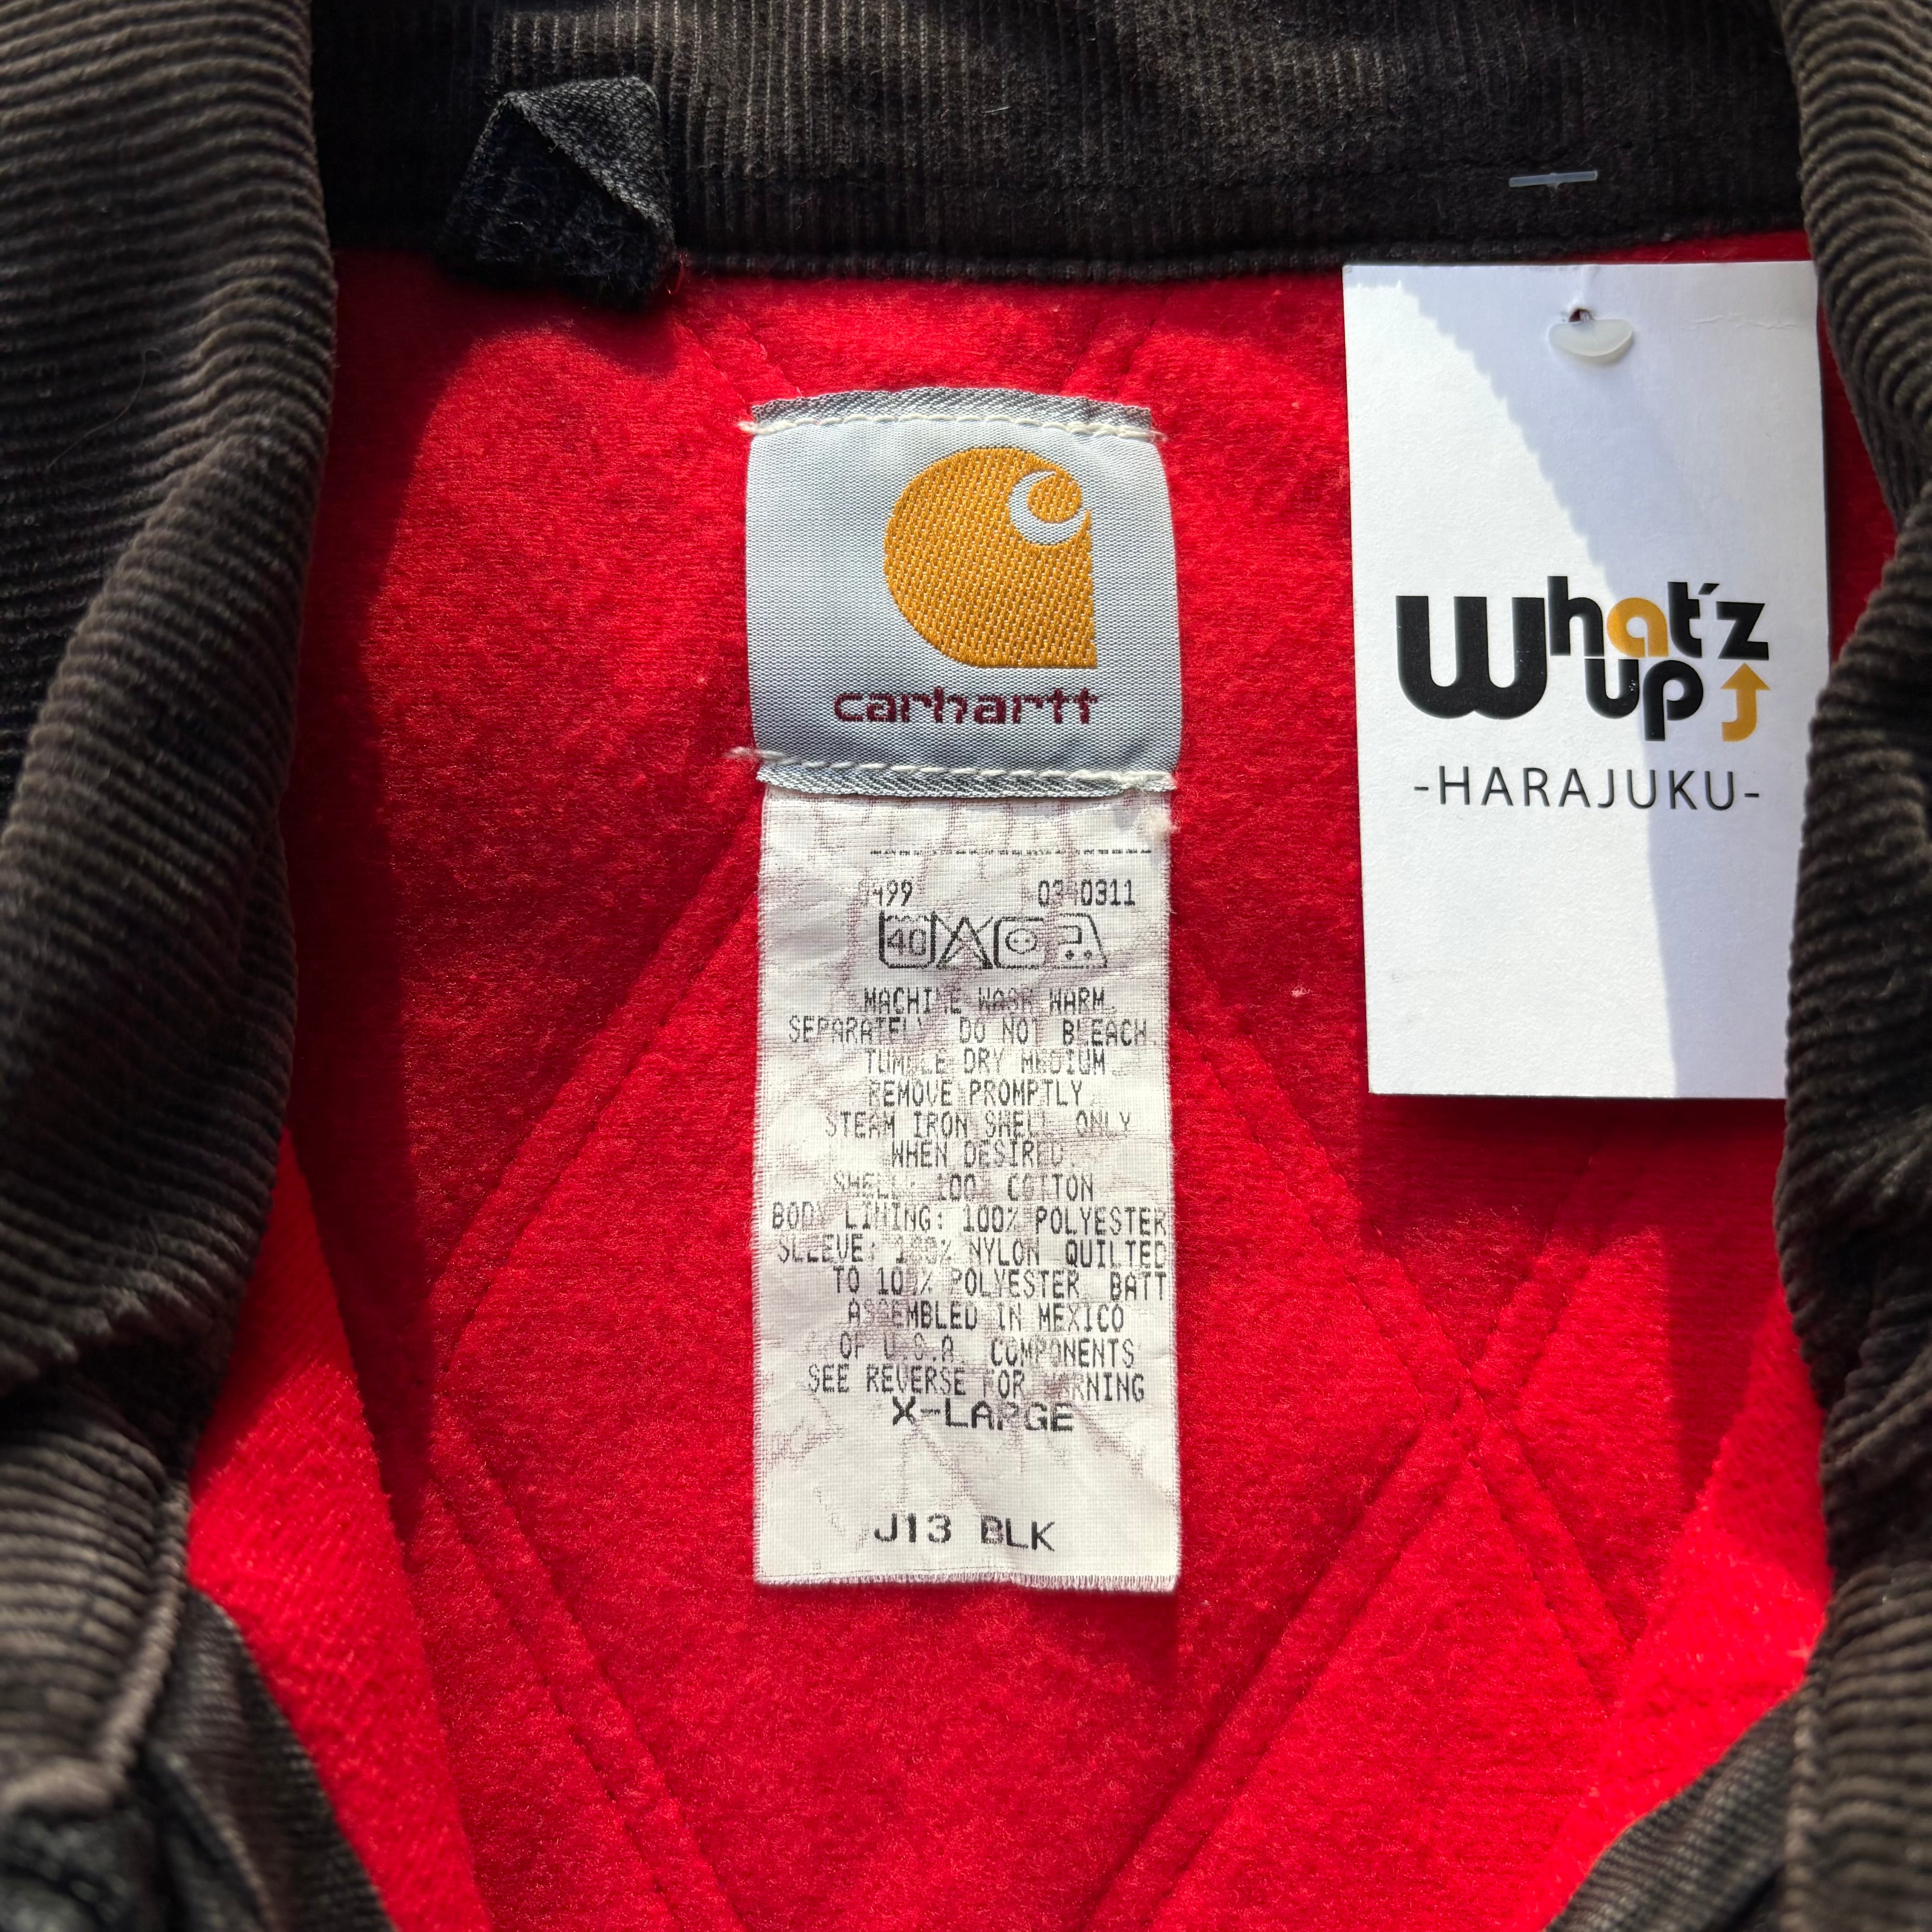 carhartt
What'z
up
-HARAJUKU-
499
0340311
40
MACHINE WASH WARM.
SEPARATELY DO NOT BLEACH.
TUMBLE DRY MEDIUM.
REMOVE PROMPTLY.
STEAM IRON SHELL ONLY
WHEN DESIRED.
SHELL: 100% COTTON
BODY LINING: 100% POLYESTER
SLEEVE: 100% NYLON QUILTED
TO 100% POLYESTER BATT
ASSEMBLED IN MEXICO
OF U.S.A. COMPONENTS
SEE REVERSE FOR WARNING
X-LARGE
J13 BLK